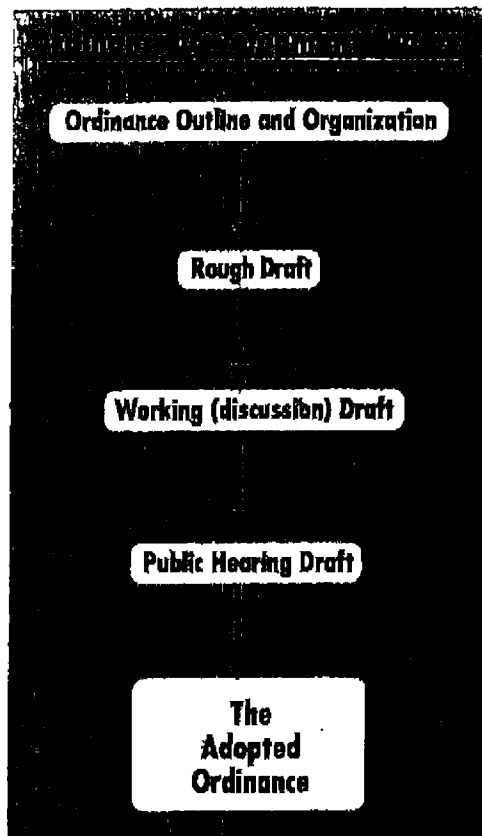 Ordinance Outline and Organization
Rough Draft
Working (discussion) Draft
Public Hearing Draft
The
Adopted
Ordinance